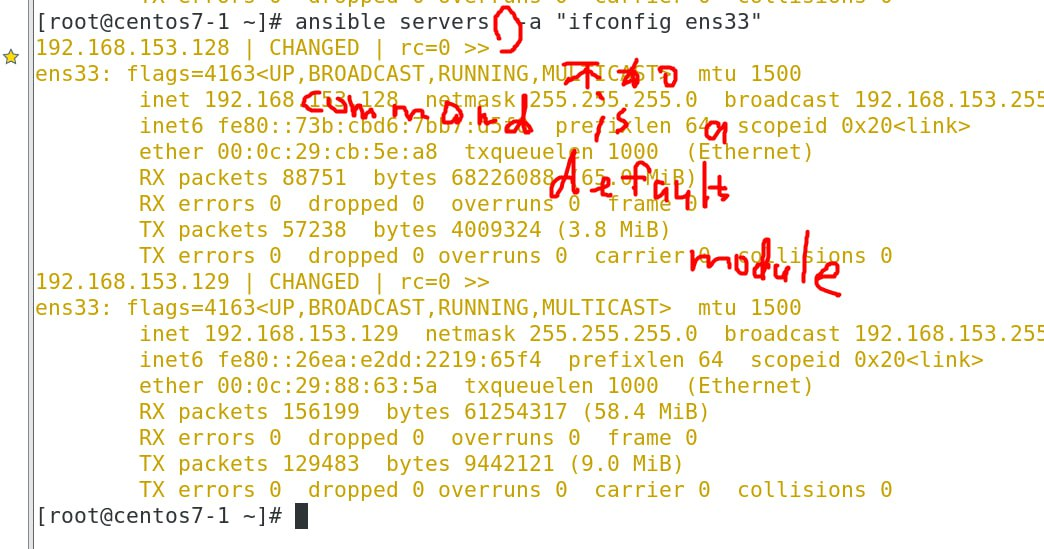 TX errors 0 dropped 0 overruns 0 carrier 0 collisions 0
[root@centos7-1 ~]# ansible servers -a "ifconfig ens33"
192.168.153.128 | CHANGED | rc=0 >>
ens33: flags=4163<UP,BROADCAST,RUNNING,MULTICAST> mtu 1500
inet 192.168.153.128 netmask 255.255.255.0 broadcast 192.168.153.255
command is a
inet6 prefixlen 64 scopeid 0x20<link>
ether 00:0c:29:cb:5e:a8 txqueuelen 1000 (Ethernet)
RX packets 88751 bytes 68226088 (65.0 MiB)
default
RX errors 0 dropped 0 overruns 0 frame 0
TX packets 57238 bytes 4009324 (3.8 MiB)
TX errors 0 dropped 0 overruns 0 carrier 0 collisions 0
module
192.168.153.129 | CHANGED | rc=0 >>
ens33: flags=4163<UP,BROADCAST,RUNNING,MULTICAST> mtu 1500
inet 192.168.153.129 netmask 255.255.255.0 broadcast 192.168.153.255
inet6 fe80::26ea:e2dd:2219:65f4 prefixlen 64 scopeid 0x20<link>
ether 00:0c:29:88:63:5a txqueuelen 1000 (Ethernet)
RX packets 156199 bytes 61254317 (58.4 MiB)
RX errors 0 dropped 0 overruns 0 frame 0
TX packets 129483 bytes 9442121 (9.0 MiB)
TX errors 0 dropped 0 overruns 0 carrier 0 collisions 0
[root@centos7-1 ~]#